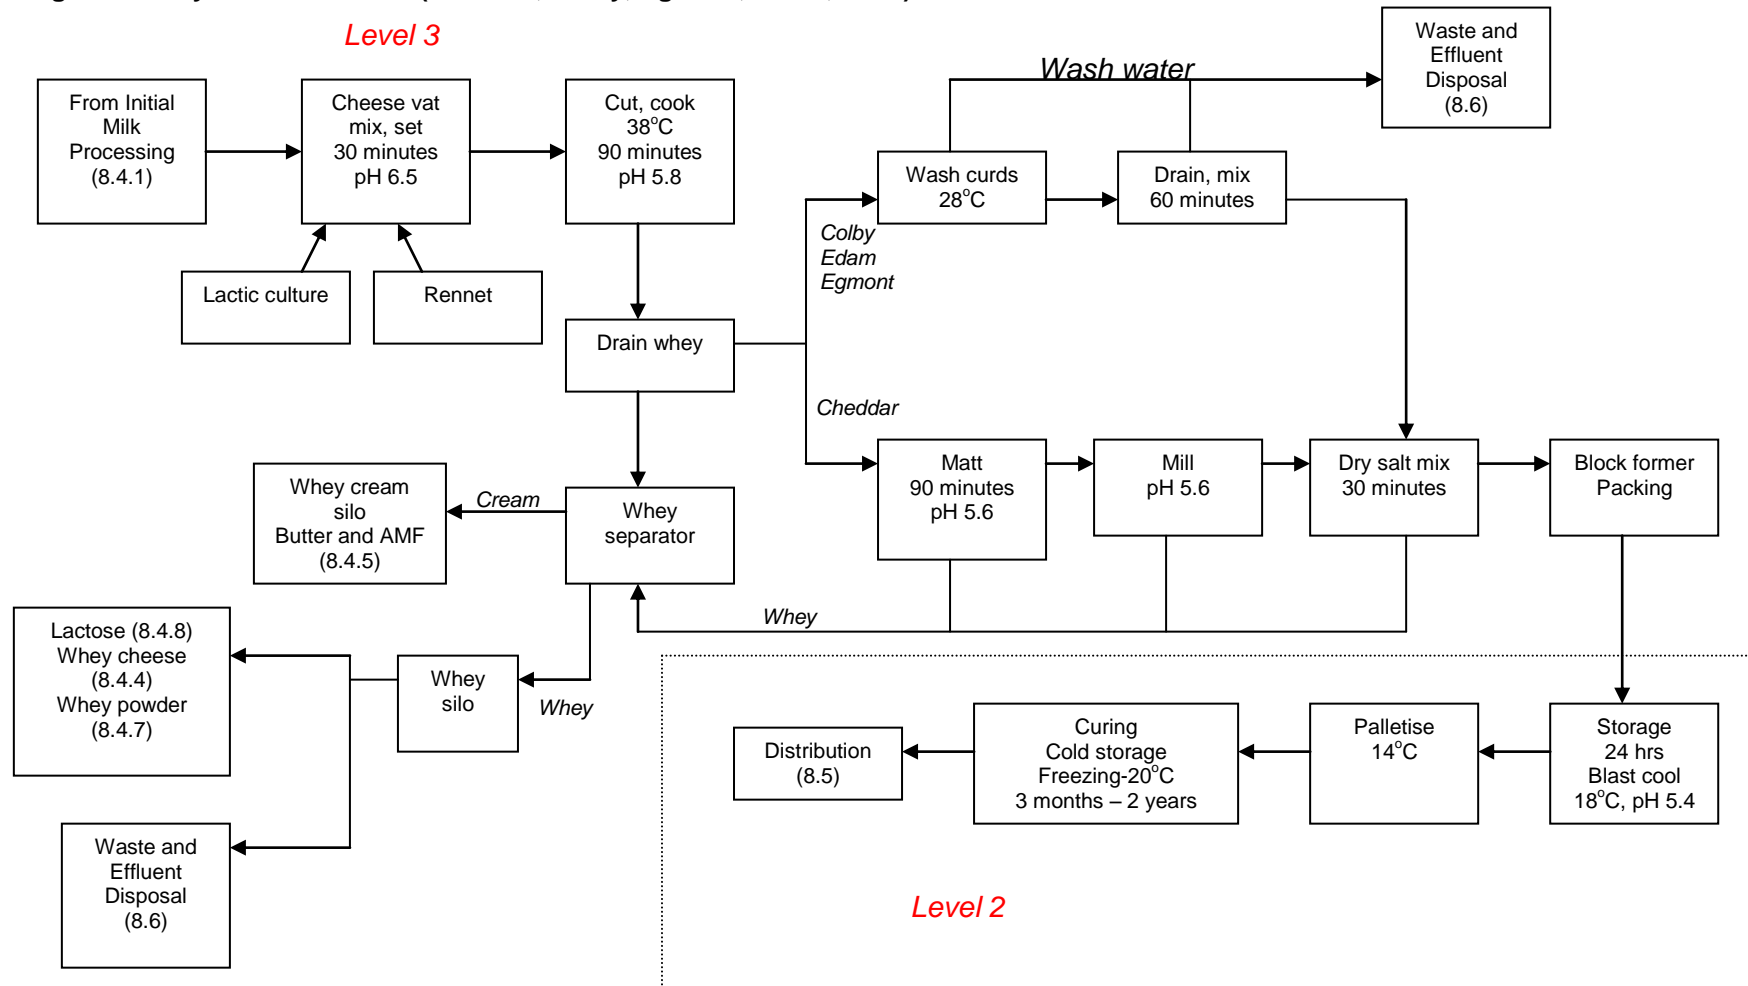 Level 3
Wash water
Waste and
Effluent
Disposal
(8.6)
From Initial
Milk
Processing
(8.4.1)
Cheese vat
mix, set
30 minutes
pH 6.5
Cut, cook
38°C
90 minutes
pH 5.8
Wash curds
28°C
Drain, mix
60 minutes
Lactic culture
Rennet
Colby
Edam
Egmont
Drain whey
Cheddar
Matt
90 minutes
pH 5.6
Mill
pH 5.6
Dry salt mix
30 minutes
Block former
Packing
Whey cream
silo
Butter and AMF
(8.4.5)
Cream
Whey
separator
Whey
Lactose (8.4.8)
Whey cheese
(8.4.4)
Whey powder
(8.4.7)
Whey
silo
Whey
Distribution
(8.5)
Curing
Cold storage
Freezing-20°C
3 months – 2 years
Palletise
14°C
Storage
24 hrs
Blast cool
18°C, pH 5.4
Waste and
Effluent
Disposal
(8.6)
Level 2